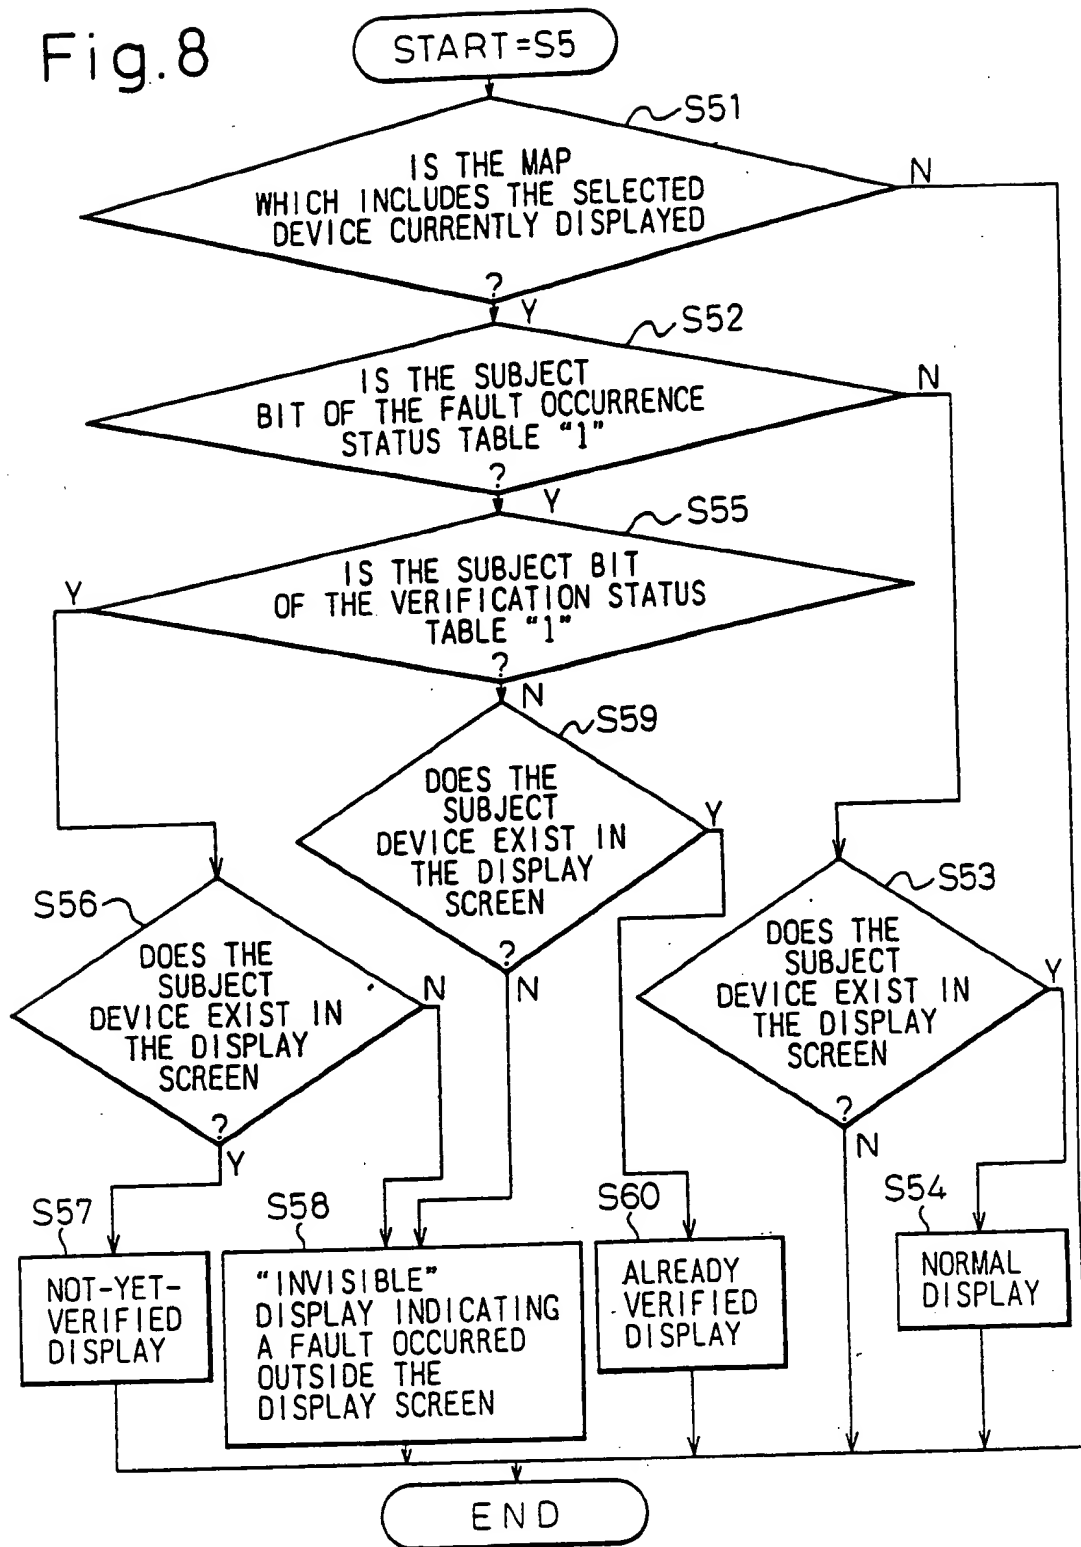 Fig.8
START=S5
S51
IS THE MAP
WHICH INCLUDES THE SELECTED
DEVICE CURRENTLY DISPLAYED
?
N
Y
S52
IS THE SUBJECT
BIT OF THE FAULT OCCURRENCE
STATUS TABLE "1"
?
N
Y
S55
IS THE SUBJECT BIT
OF THE VERIFICATION STATUS
TABLE "1"
?
Y
N
S59
DOES THE
SUBJECT
DEVICE EXIST IN
THE DISPLAY
SCREEN
?
Y
N
S56
DOES THE
SUBJECT
DEVICE EXIST IN
THE DISPLAY
SCREEN
?
N
Y
S53
DOES THE
SUBJECT
DEVICE EXIST IN
THE DISPLAY
SCREEN
?
Y
N
S57
NOT-YET-
VERIFIED
DISPLAY
S58
"INVISIBLE"
DISPLAY INDICATING
A FAULT OCCURRED
OUTSIDE THE
DISPLAY SCREEN
S60
ALREADY
VERIFIED
DISPLAY
S54
NORMAL
DISPLAY
END